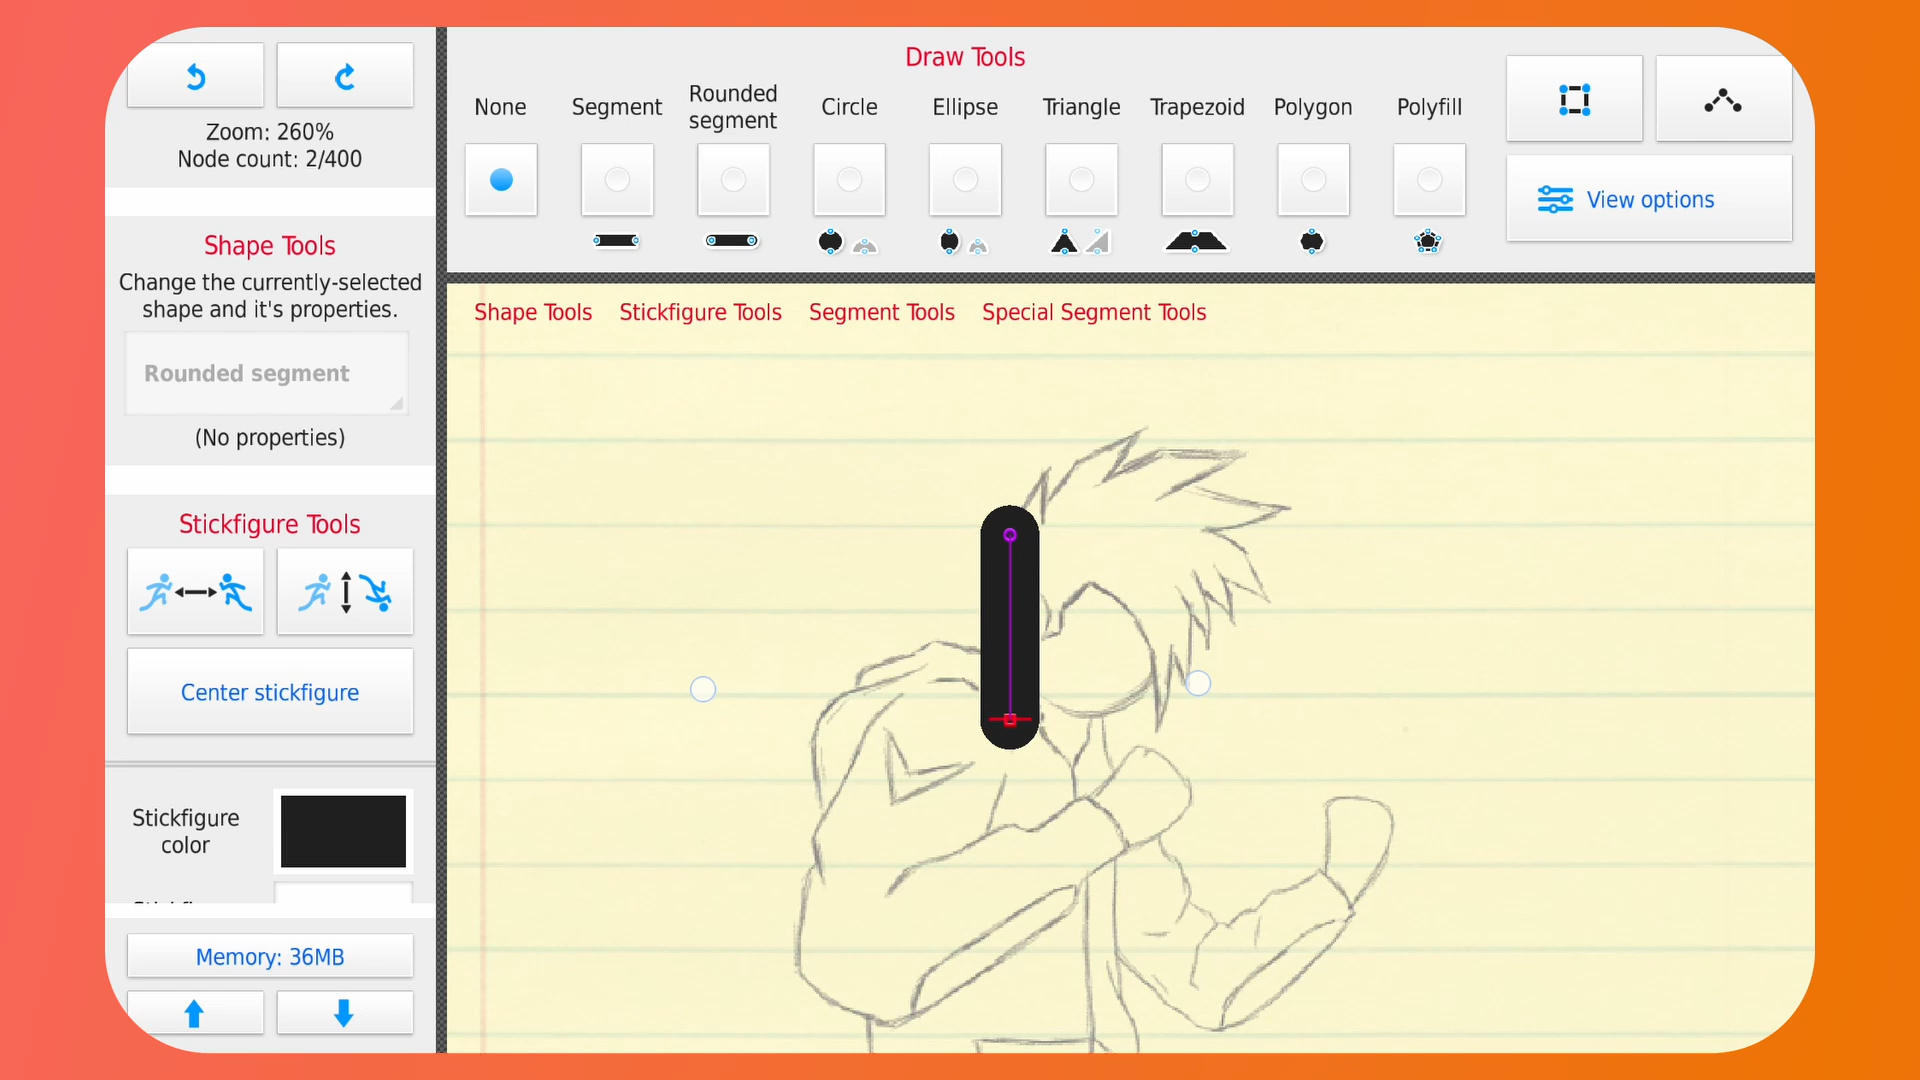 Zoom: 260%
Node count: 2/400
Shape Tools
Change the currently-selected
shape and it's properties.
Rounded segment
(No properties)
Stickfigure Tools
Center stickfigure
Stickfigure
color
Memory: 36MB
Draw Tools
None
Segment
Rounded
segment
Circle
Ellipse
Triangle
Trapezoid
Polygon
Polyfill
View options
Shape Tools Stickfigure Tools Segment Tools Special Segment Tools